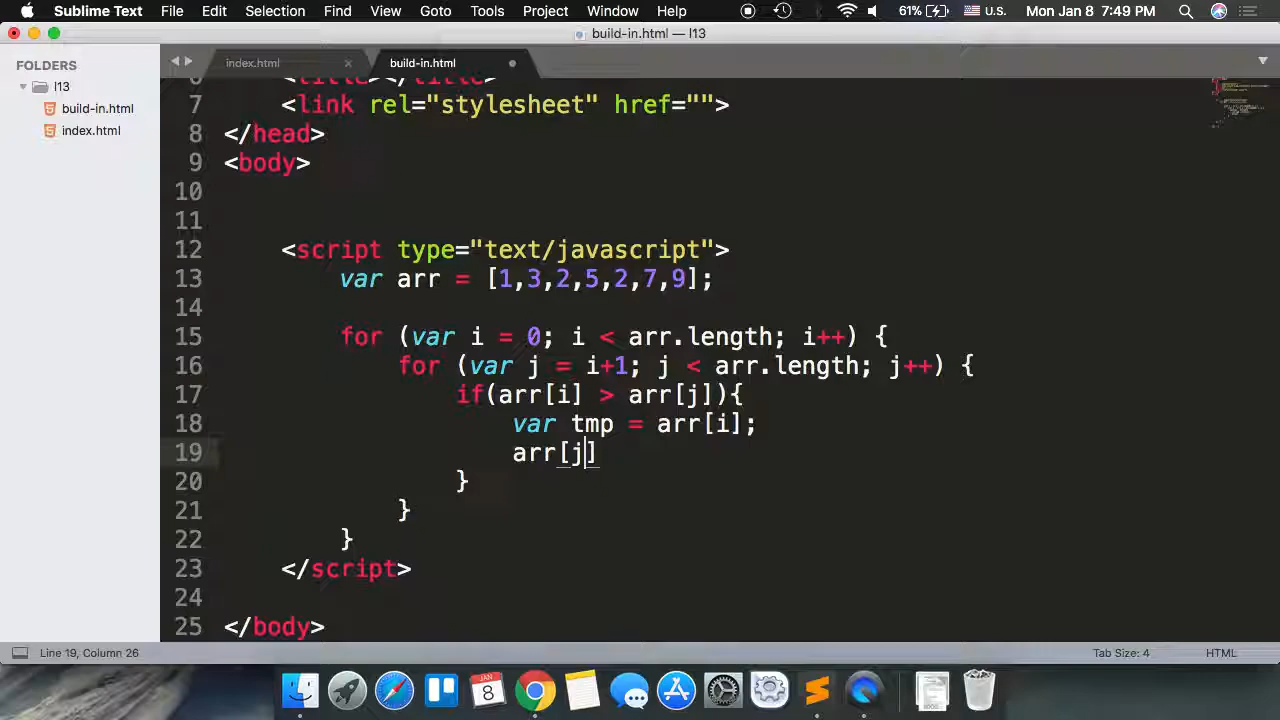 Sublime Text File Edit Selection Find View Goto Tools Project Window Help 61% U.S. Mon Jan 8 7:49 PM
build-in.html — l13
FOLDERS
l13
build-in.html
index.html
index.html × build-in.html
6 <title></title>
7 <link rel="stylesheet" href="">
8 </head>
9 <body>
10
11
12 <script type="text/javascript">
13 var arr = [1,3,2,5,2,7,9];
14
15 for (var i = 0; i < arr.length; i++) {
16 for (var j = i+1; j < arr.length; j++) {
17 if(arr[i] > arr[j]){
18 var tmp = arr[i];
19 arr[j]
20 }
21 }
22 }
23 </script>
24
25 </body>
Line 19, Column 26 Tab Size: 4 HTML
JAN
8